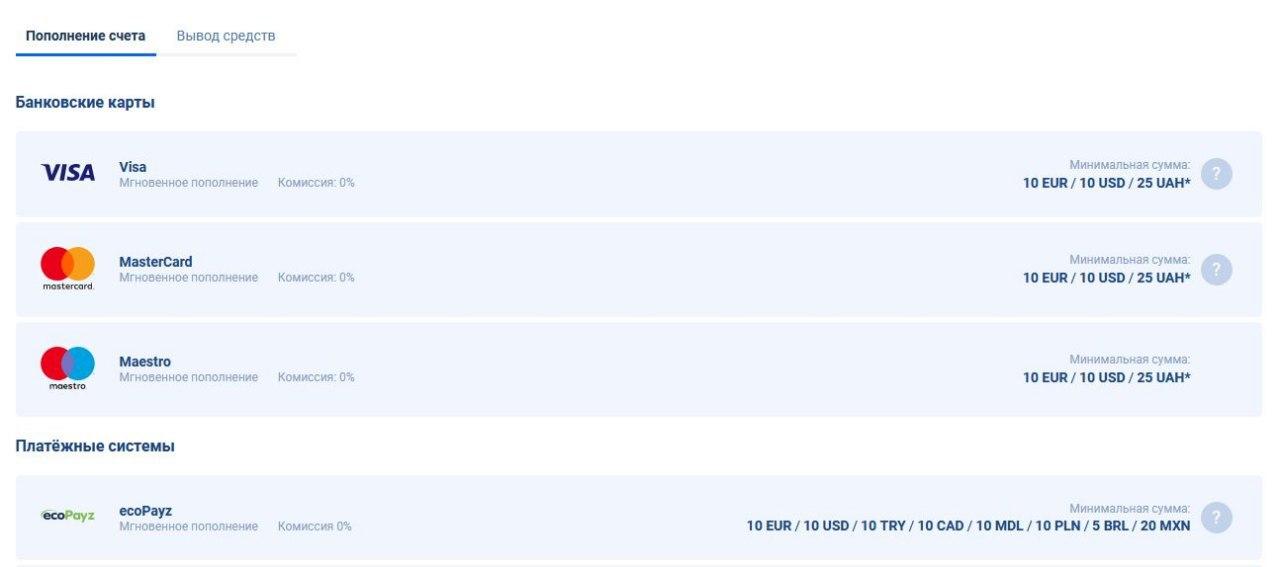 Пополнение счета Вывод средств
Банковские карты
VISA
Visa
Мгновенное пополнение Комиссия: 0%
Минимальная сумма:
10 EUR / 10 USD / 25 UAH*
?
mastercard.
MasterCard
Мгновенное пополнение Комиссия: 0%
Минимальная сумма:
10 EUR / 10 USD / 25 UAH*
?
maestro.
Maestro
Мгновенное пополнение Комиссия: 0%
Минимальная сумма:
10 EUR / 10 USD / 25 UAH*
Платёжные системы
ecoPayz
ecoPayz
Мгновенное пополнение Комиссия 0%
Минимальная сумма:
10 EUR / 10 USD / 10 TRY / 10 CAD / 10 MDL / 10 PLN / 5 BRL / 20 MXN
?